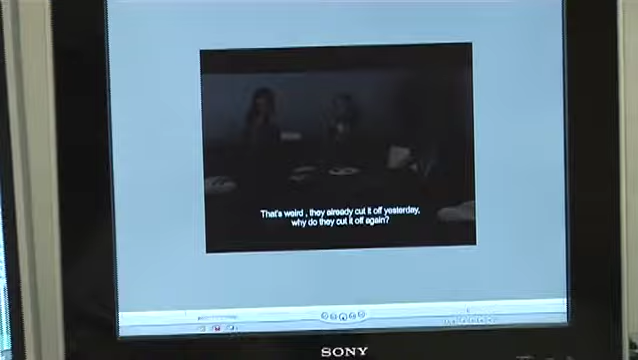 That's weird , they already cut it off yesterday,
why do they cut it off again?
SONY